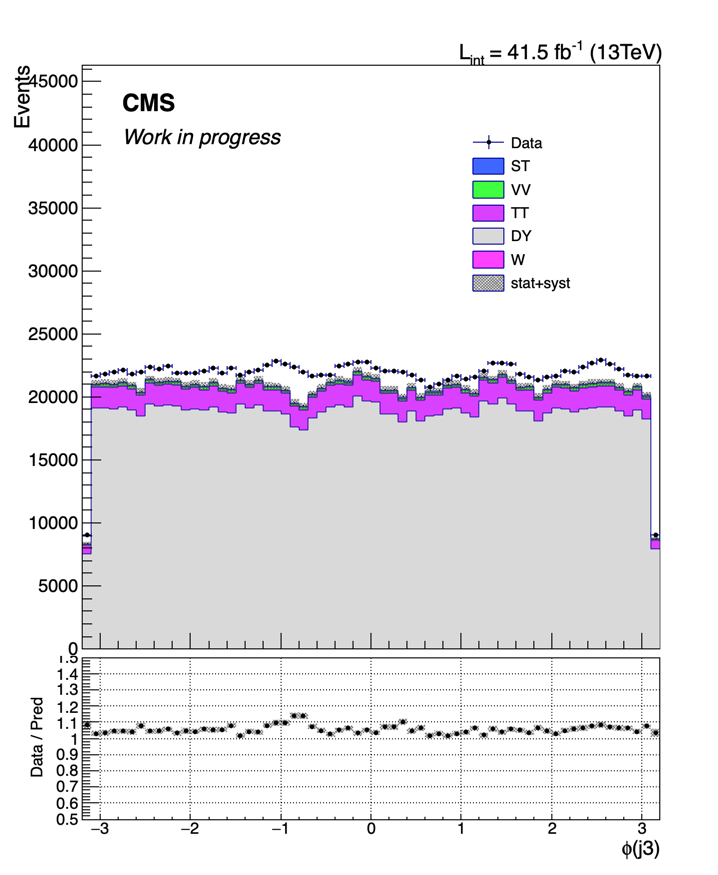 L_int = 41.5 fb⁻¹ (13TeV)
Events
45000
CMS
Work in progress
40000
Data
ST
VV
35000
TT
DY
W
30000
stat+syst
25000
20000
15000
10000
5000
0
1.5
1.4
1.3
1.2
1.1
1
0.9
0.8
0.7
0.6
0.5
Data / Pred
−3 −2 −1 0 1 2 3
ϕ(j3)